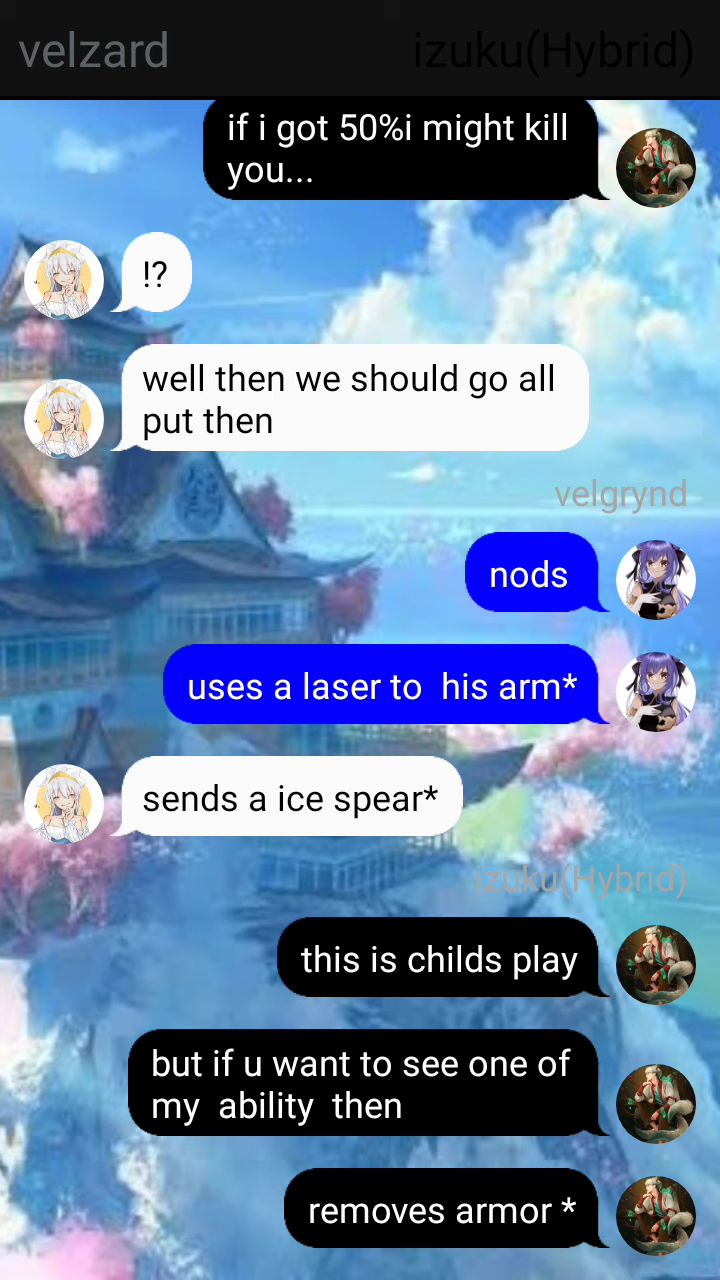 velzard
izuku(Hybrid)
if i got 50%i might kill
you...
!?
well then we should go all
put then
velgrynd
nods
uses a laser to  his arm*
sends a ice spear*
izuku(Hybrid)
this is childs play
but if u want to see one of
my  ability  then
removes armor *